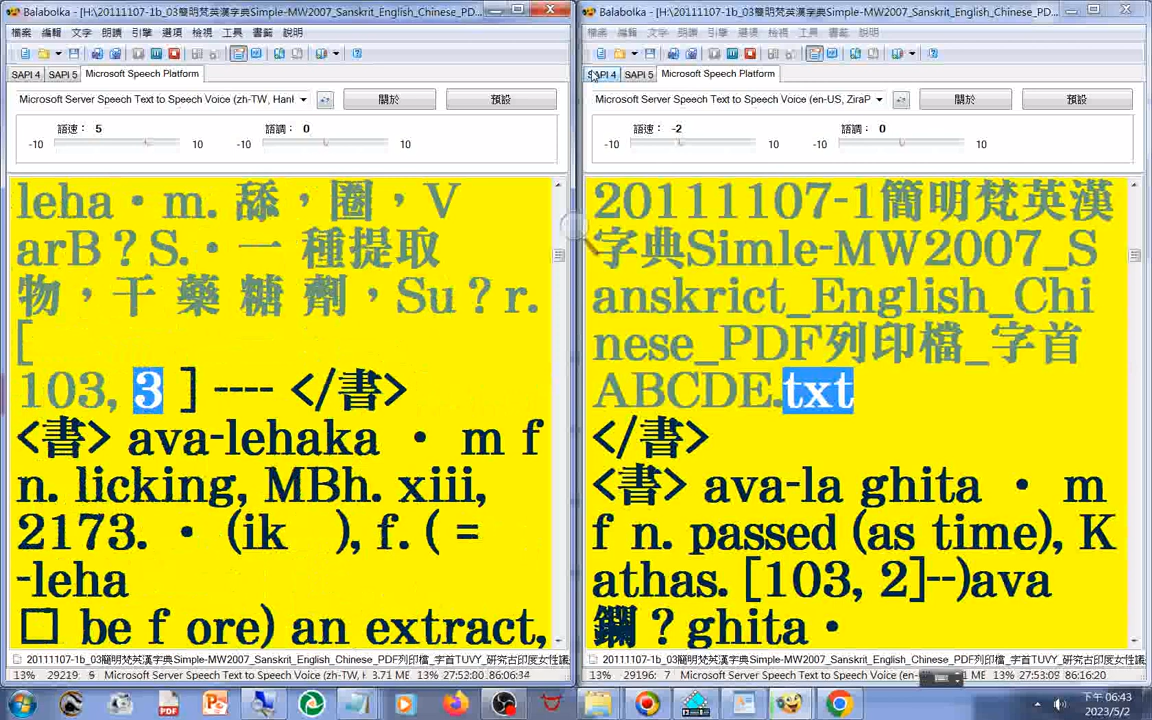 Balabolka - [H:\20111107-1b_03簡明梵英漢字典Simple-MW2007_Sanskrit_English_Chinese_PD...
檔案 編輯 文字 朗讀 引擎 選項 檢視 工具 書籤 說明
SAPI 4 SAPI 5 Microsoft Speech Platform
Microsoft Server Speech Text to Speech Voice (zh-TW, Hanl
關於 預設
語速： 5 語調： 0
-10 10 -10 10
leha・m. 舔，圈，V
arB？S.・一 種提取
物，干 藥 糖 劑，Su？r.
[
103, 3 ] ---- </書>
<書> ava-lehaka ・ m f
n. licking, MBh. xiii,
2173. ・ (ik ), f. ( =
-leha
□ be f ore) an extract,
20111107-1b_03簡明梵英漢字典Simple-MW2007_Sanskrit_English_Chinese_PDF列印檔_字首TUVY_研究古印度女性議
13% 29219: 9 Microsoft Server Speech Text to Speech Voice (zh-TW, H 3.71 ME 13% 27:52:00 86:06:34
Balabolka - [H:\20111107-1b_03簡明梵英漢字典Simple-MW2007_Sanskrit_English_Chinese_PD...
檔案 編輯 文字 朗讀 引擎 選項 檢視 工具 書籤 說明
SAPI 4 SAPI 5 Microsoft Speech Platform
Microsoft Server Speech Text to Speech Voice (en-US, ZiraP
關於 預設
語速： -2 語調： 0
-10 10 -10 10
20111107-1簡明梵英漢
字典Simle-MW2007_S
anskrict_English_Chi
nese_PDF列印檔_字首
ABCDE.txt
</書>
<書> ava-la ghita ・ m
f n. passed (as time), K
athas. [103, 2]--)ava
鑭？ghita・
20111107-1b_03簡明梵英漢字典Simple-MW2007_Sanskrit_English_Chinese_PDF列印檔_字首TUVY_研究古印度女性議
13% 29196: 7 Microsoft Server Speech Text to Speech Voice ME 13% 27:53:09 86:16:20
下午 06:43
2023/5/2